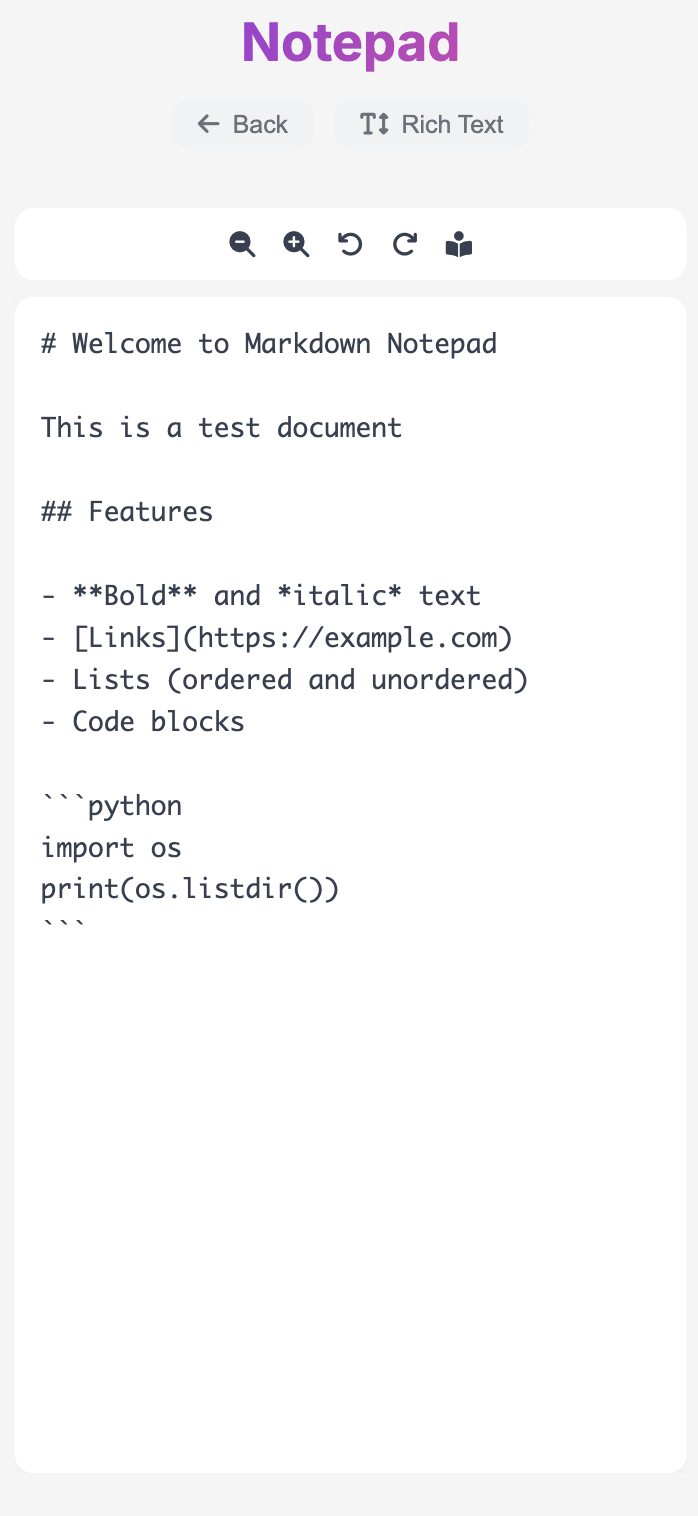 Notepad
Back
Rich Text
# Welcome to Markdown Notepad
This is a test document
## Features
- **Bold** and *italic* text
- [Links](https://example.com)
- Lists (ordered and unordered)
- Code blocks
```python
import os
print(os.listdir())
```